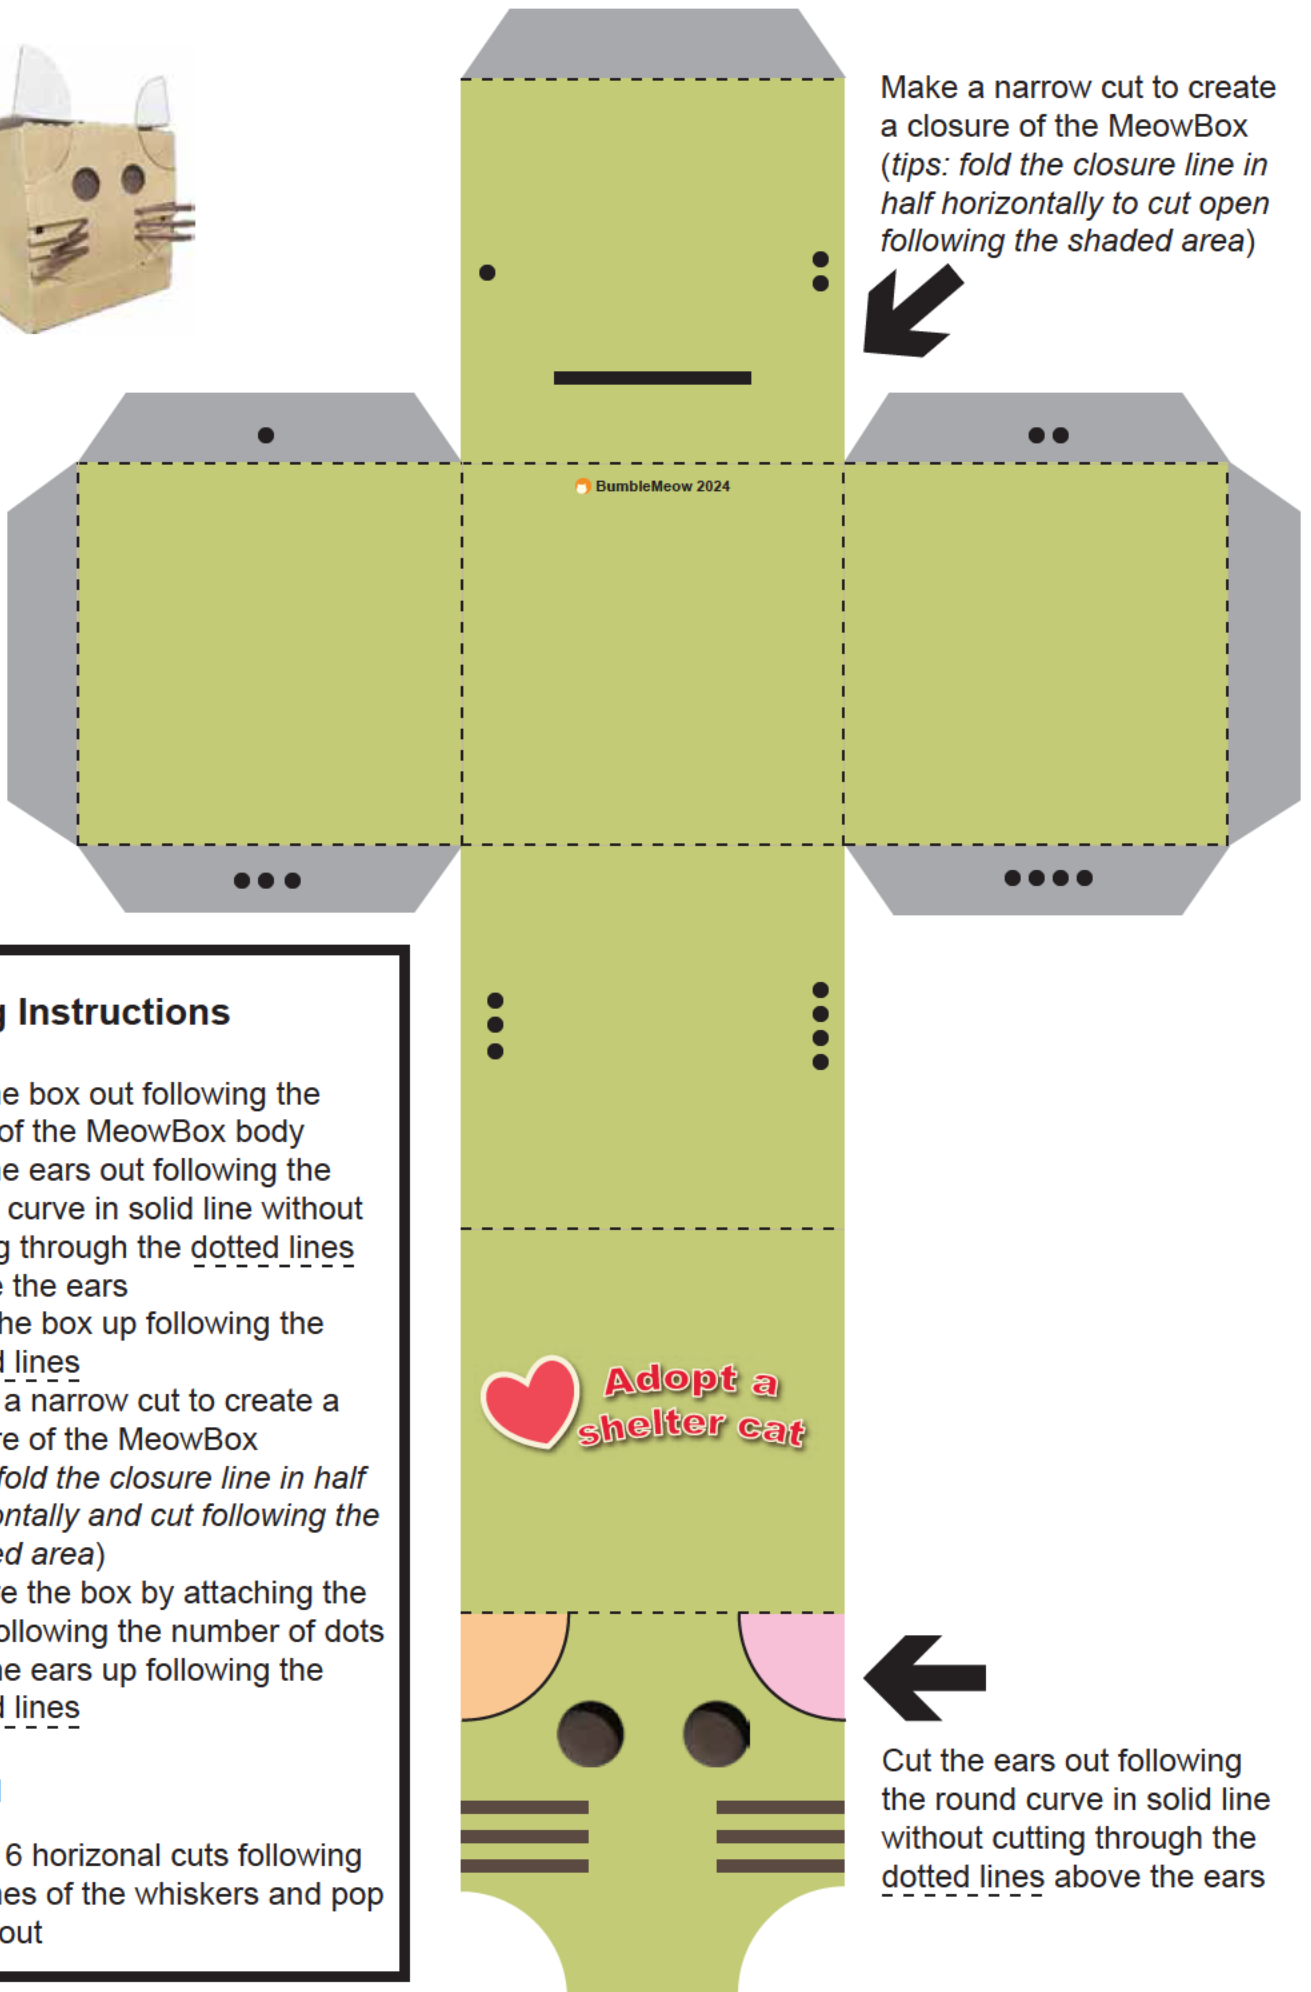 Make a narrow cut to create
a closure of the MeowBox
(tips: fold the closure line in
half horizontally to cut open
following the shaded area)
BumbleMeow 2024
Instructions
box out following the
of the MeowBox body
ears out following the
curve in solid line without
through the dotted lines
the ears
the box up following the
lines
a narrow cut to create a
of the MeowBox
fold the closure line in half
and cut following the
area)
the box by attaching the
following the number of dots
ears up following the
lines
6 horizonal cuts following
of the whiskers and pop
out
Adopt a
shelter cat
Cut the ears out following
the round curve in solid line
without cutting through the
dotted lines above the ears